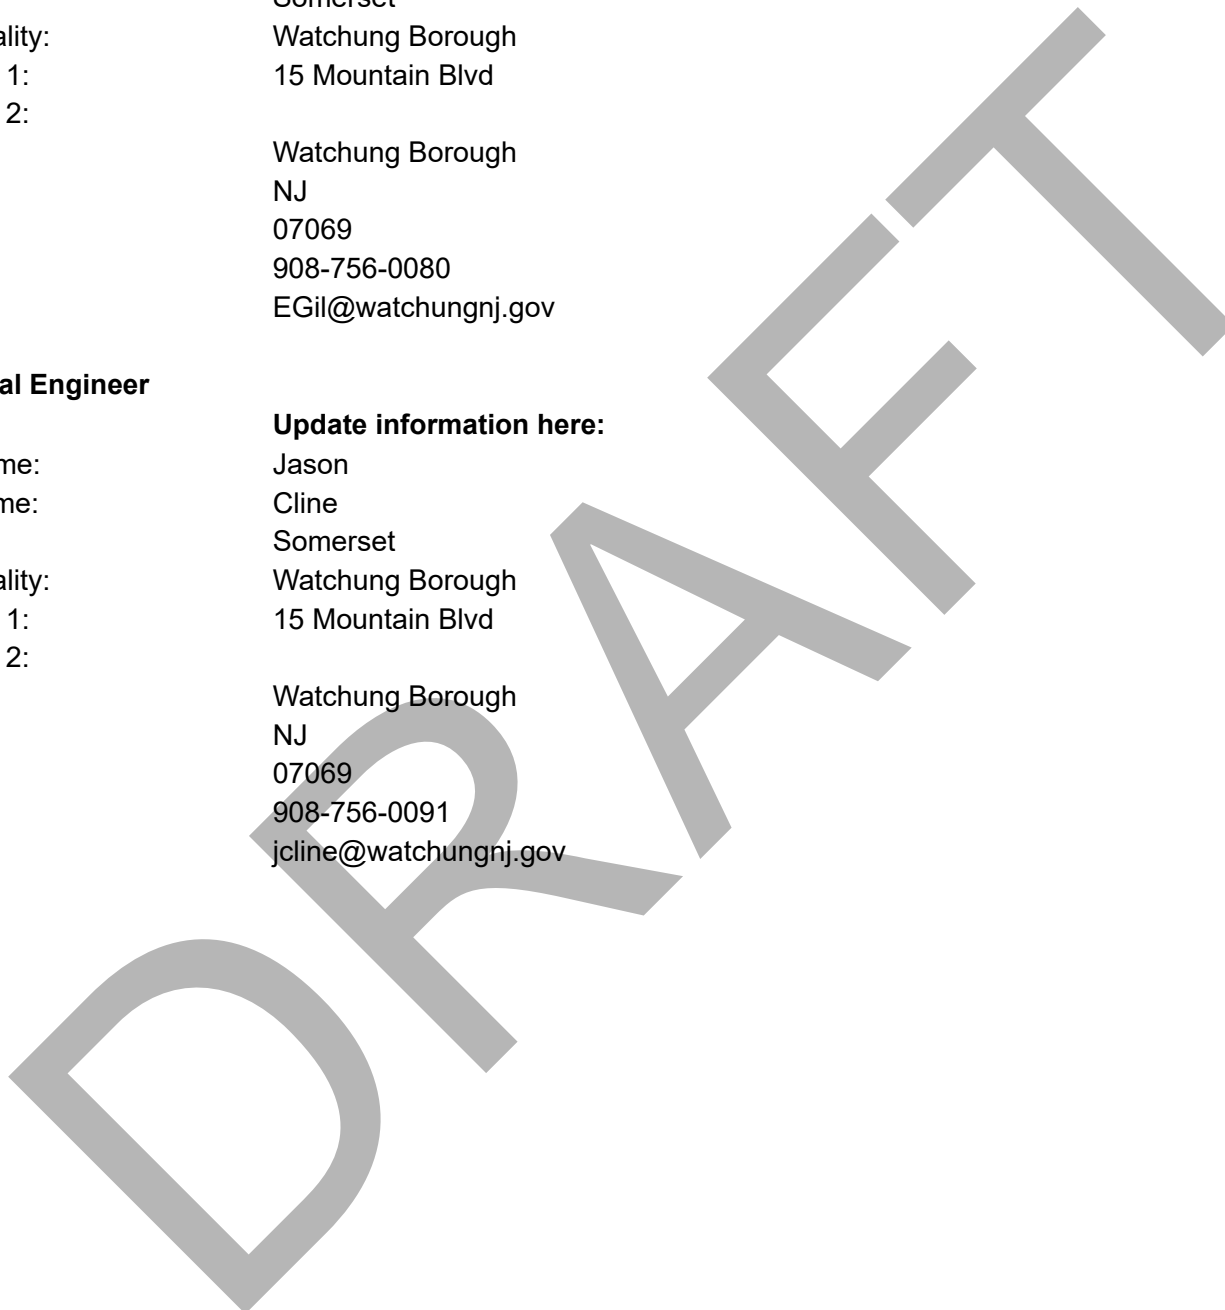 Somerset
ality: Watchung Borough
1: 15 Mountain Blvd
2:
Watchung Borough
NJ
07069
908-756-0080
EGil@watchungnj.gov
al Engineer
Update information here:
me: Jason
me: Cline
Somerset
ality: Watchung Borough
1: 15 Mountain Blvd
2:
Watchung Borough
NJ
07069
908-756-0091
jcline@watchungnj.gov
DRAFT